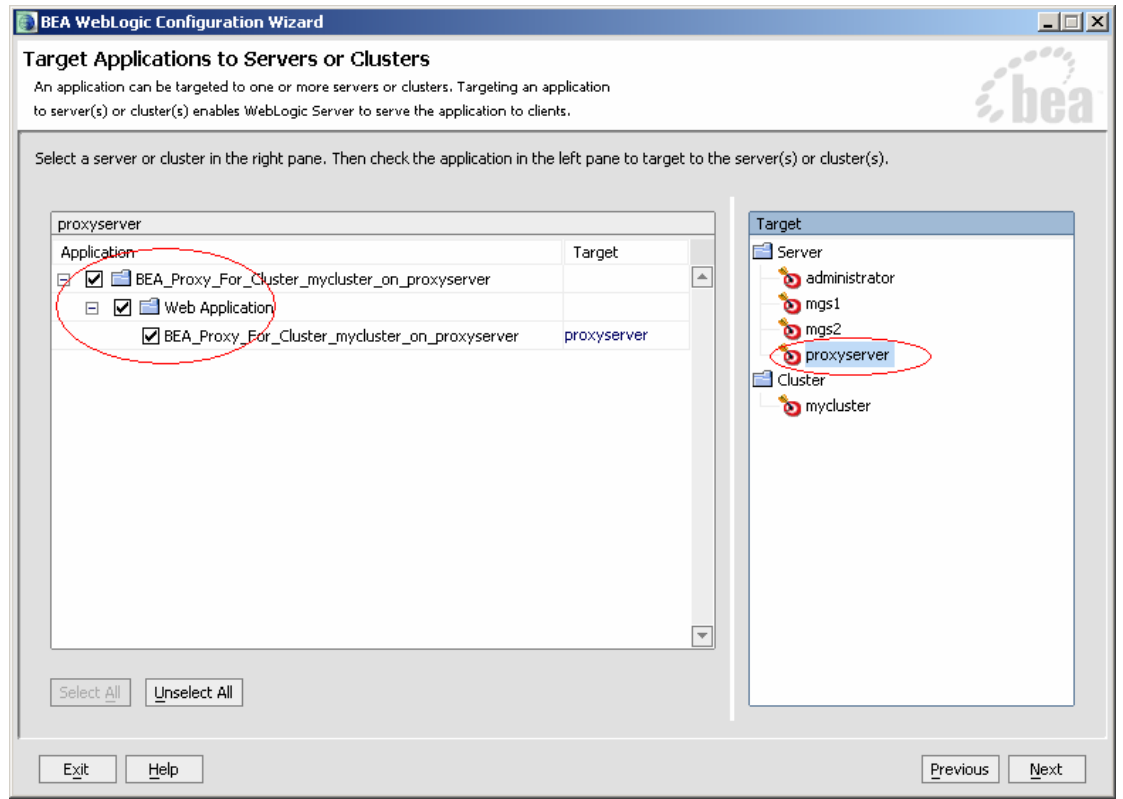 BEA WebLogic Configuration Wizard
Target Applications to Servers or Clusters
An application can be targeted to one or more servers or clusters. Targeting an application
to server(s) or cluster(s) enables WebLogic Server to serve the application to clients.
bea
Select a server or cluster in the right pane. Then check the application in the left pane to target to the server(s) or cluster(s).
proxyserver
Application Target
BEA_Proxy_For_Cluster_mycluster_on_proxyserver
Web Application
BEA_Proxy_For_Cluster_mycluster_on_proxyserver proxyserver
Target
Server
administrator
mgs1
mgs2
proxyserver
Cluster
mycluster
Select All Unselect All
Exit Help Previous Next